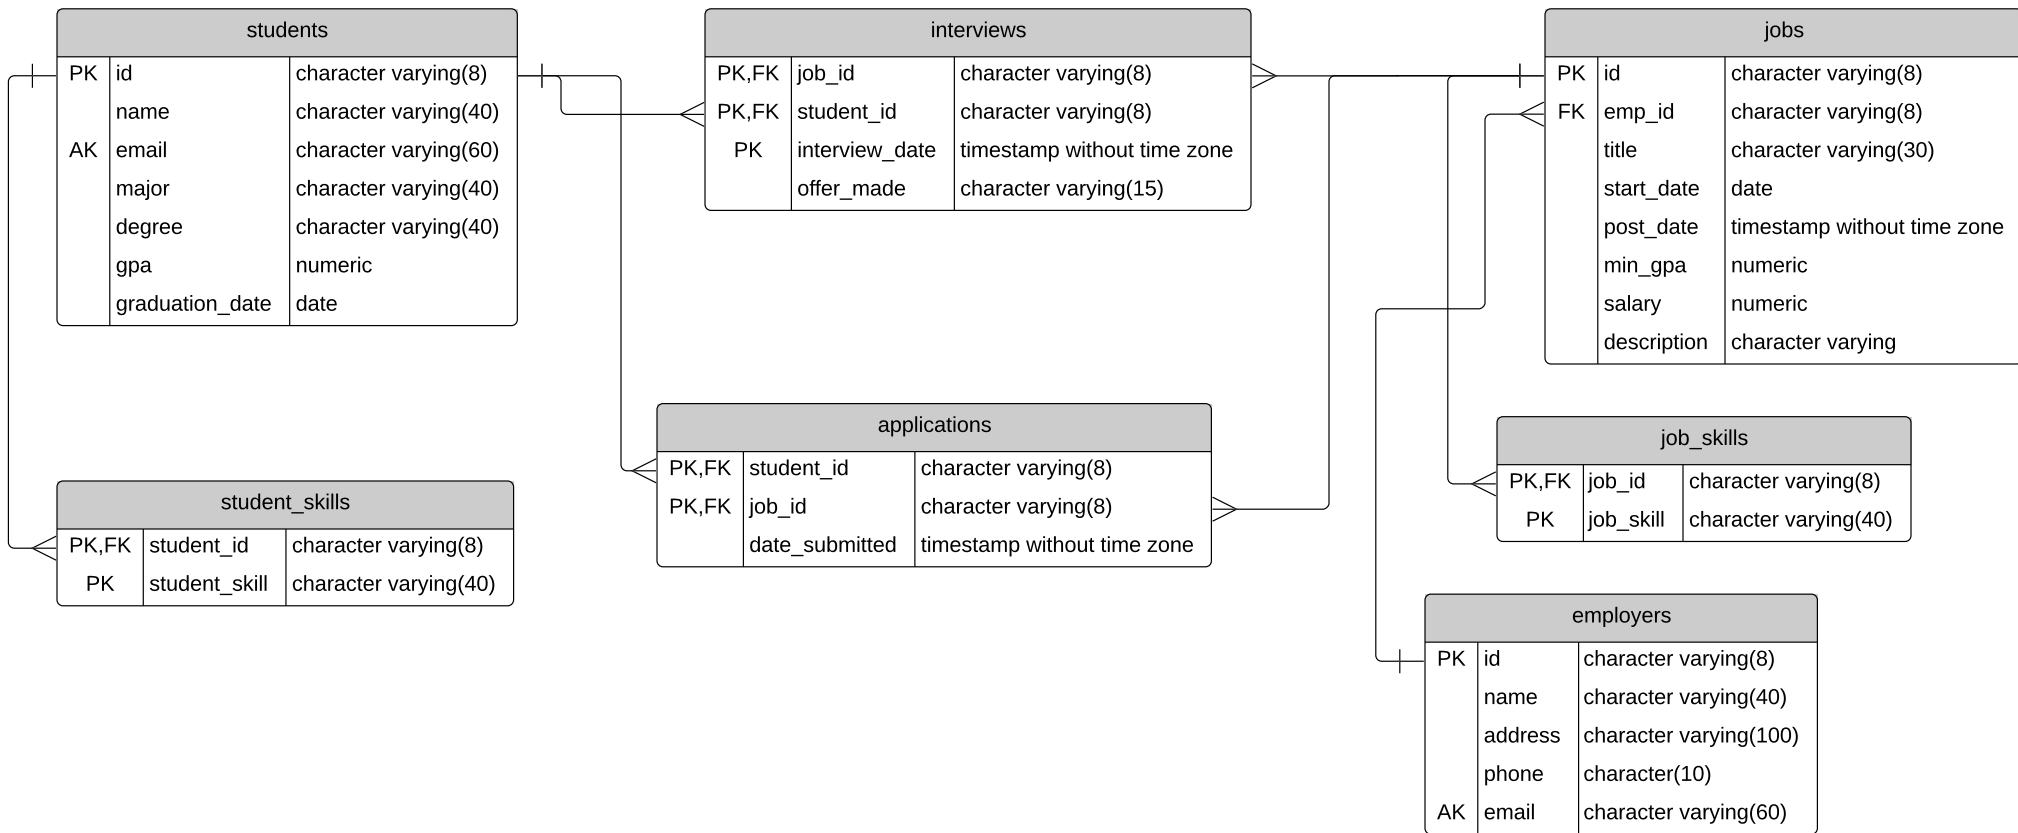 students
PK id character varying(8)
name character varying(40)
AK email character varying(60)
major character varying(40)
degree character varying(40)
gpa numeric
graduation_date date
interviews
PK,FK job_id character varying(8)
PK,FK student_id character varying(8)
PK interview_date timestamp without time zone
offer_made character varying(15)
jobs
PK id character varying(8)
FK emp_id character varying(8)
title character varying(30)
start_date date
post_date timestamp without time zone
min_gpa numeric
salary numeric
description character varying
applications
PK,FK student_id character varying(8)
PK,FK job_id character varying(8)
date_submitted timestamp without time zone
job_skills
PK,FK job_id character varying(8)
PK job_skill character varying(40)
student_skills
PK,FK student_id character varying(8)
PK student_skill character varying(40)
employers
PK id character varying(8)
name character varying(40)
address character varying(100)
phone character(10)
AK email character varying(60)